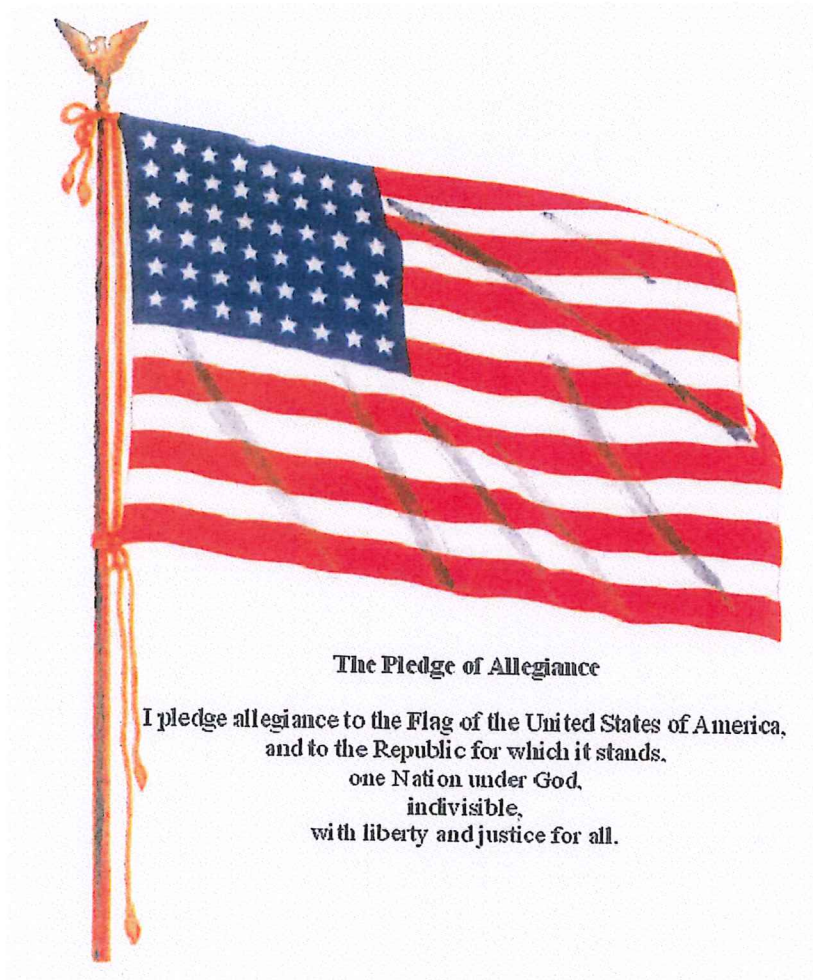 The Pledge of Allegiance
I pledge allegiance to the Flag of the United States of America,
and to the Republic for which it stands,
one Nation under God,
indivisible,
with liberty and justice for all.